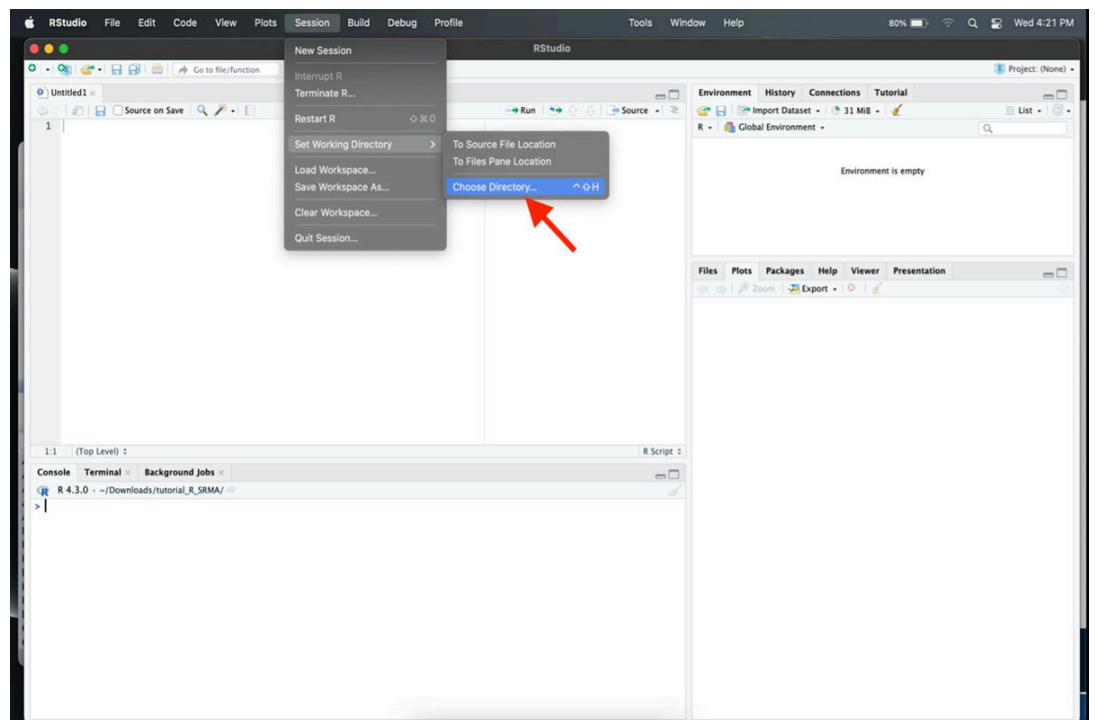 RStudio File Edit Code View Plots Session Build Debug Profile Tools Window Help 80% Wed 4:21 PM
RStudio
Go to file/function
Project: (None)
New Session
Interrupt R
Terminate R...
Restart R ⇧⌘0
Set Working Directory >
To Source File Location
To Files Pane Location
Choose Directory... ^⇧H
Load Workspace...
Save Workspace As...
Clear Workspace...
Quit Session...
Untitled1
Source on Save
Run
Source
1
1:1 (Top Level)
R Script
Console Terminal Background Jobs
R 4.3.0 · ~/Downloads/tutorial_R_SRMA/
>
Environment History Connections Tutorial
Import Dataset 31 MiB List
R Global Environment
Environment is empty
Files Plots Packages Help Viewer Presentation
Zoom Export